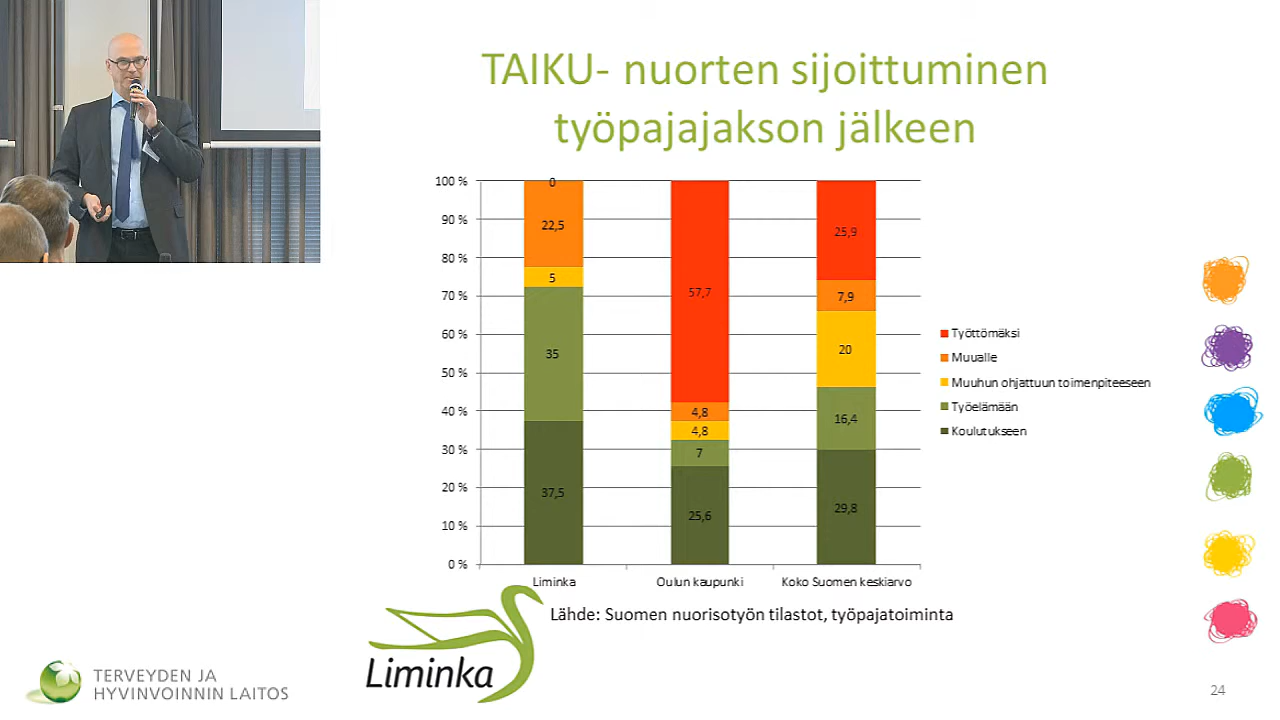 TAIKU- nuorten sijoittuminen
työpajajakson jälkeen
100 %
90 %
80 %
70 %
60 %
50 %
40 %
30 %
20 %
10 %
0 %
0
22,5
5
35
37,5
57,7
4,8
4,8
7
25,6
25,9
7,9
20
16,4
29,8
Liminka
Oulun kaupunki
Koko Suomen keskiarvo
Työttömäksi
Muualle
Muuhun ohjattuun toimenpiteeseen
Työelämään
Koulutukseen
Lähde: Suomen nuorisotyön tilastot, työpajatoiminta
Liminka
TERVEYDEN JA
HYVINVOINNIN LAITOS
24